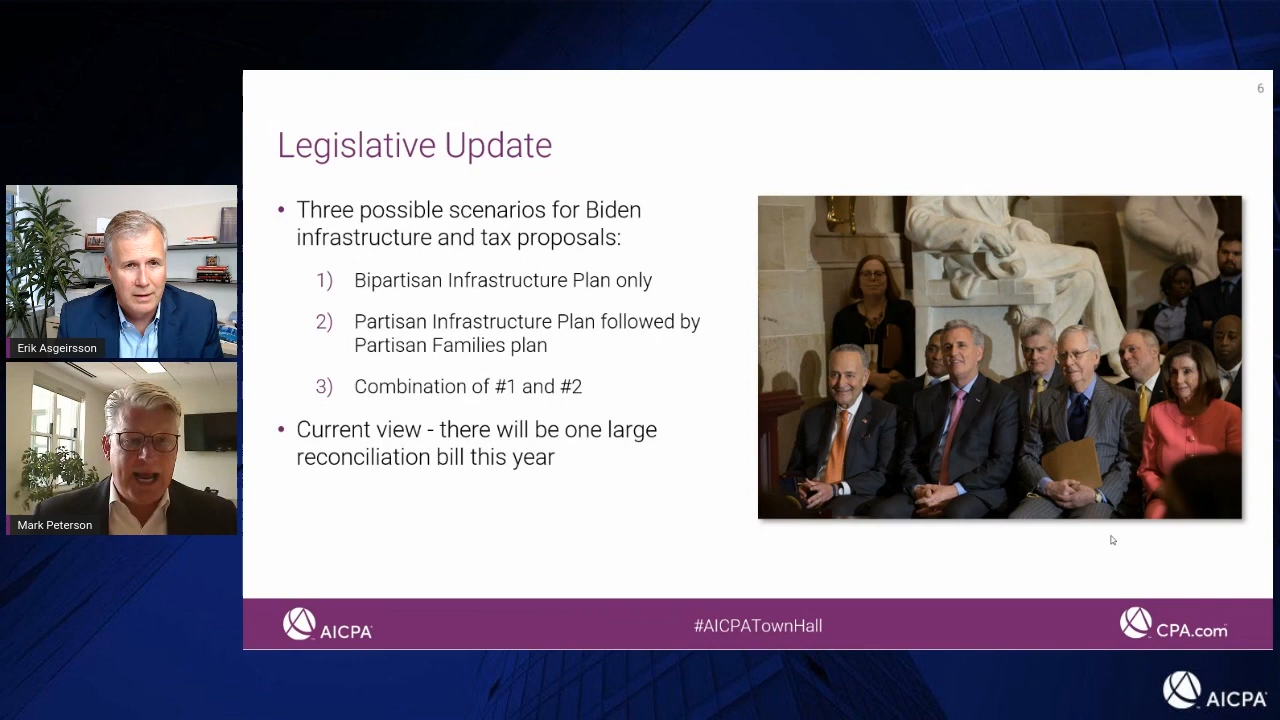 6
Legislative Update
• Three possible scenarios for Biden
infrastructure and tax proposals:
1) Bipartisan Infrastructure Plan only
2) Partisan Infrastructure Plan followed by
Partisan Families plan
3) Combination of #1 and #2
• Current view - there will be one large
reconciliation bill this year
Erik Asgeirsson
Mark Peterson
AICPA
#AICPATownHall
CPA.com
AICPA